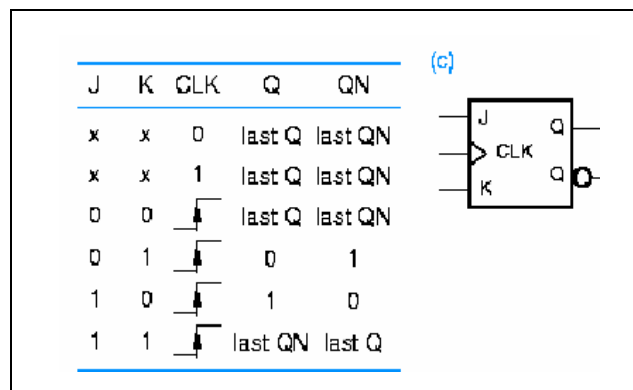 J K CLK Q QN
x x 0 last Q last QN
x x 1 last Q last QN
0 0 last Q last QN
0 1 0 1
1 0 1 0
1 1 last QN last Q
(c)
J Q
CLK
K Q